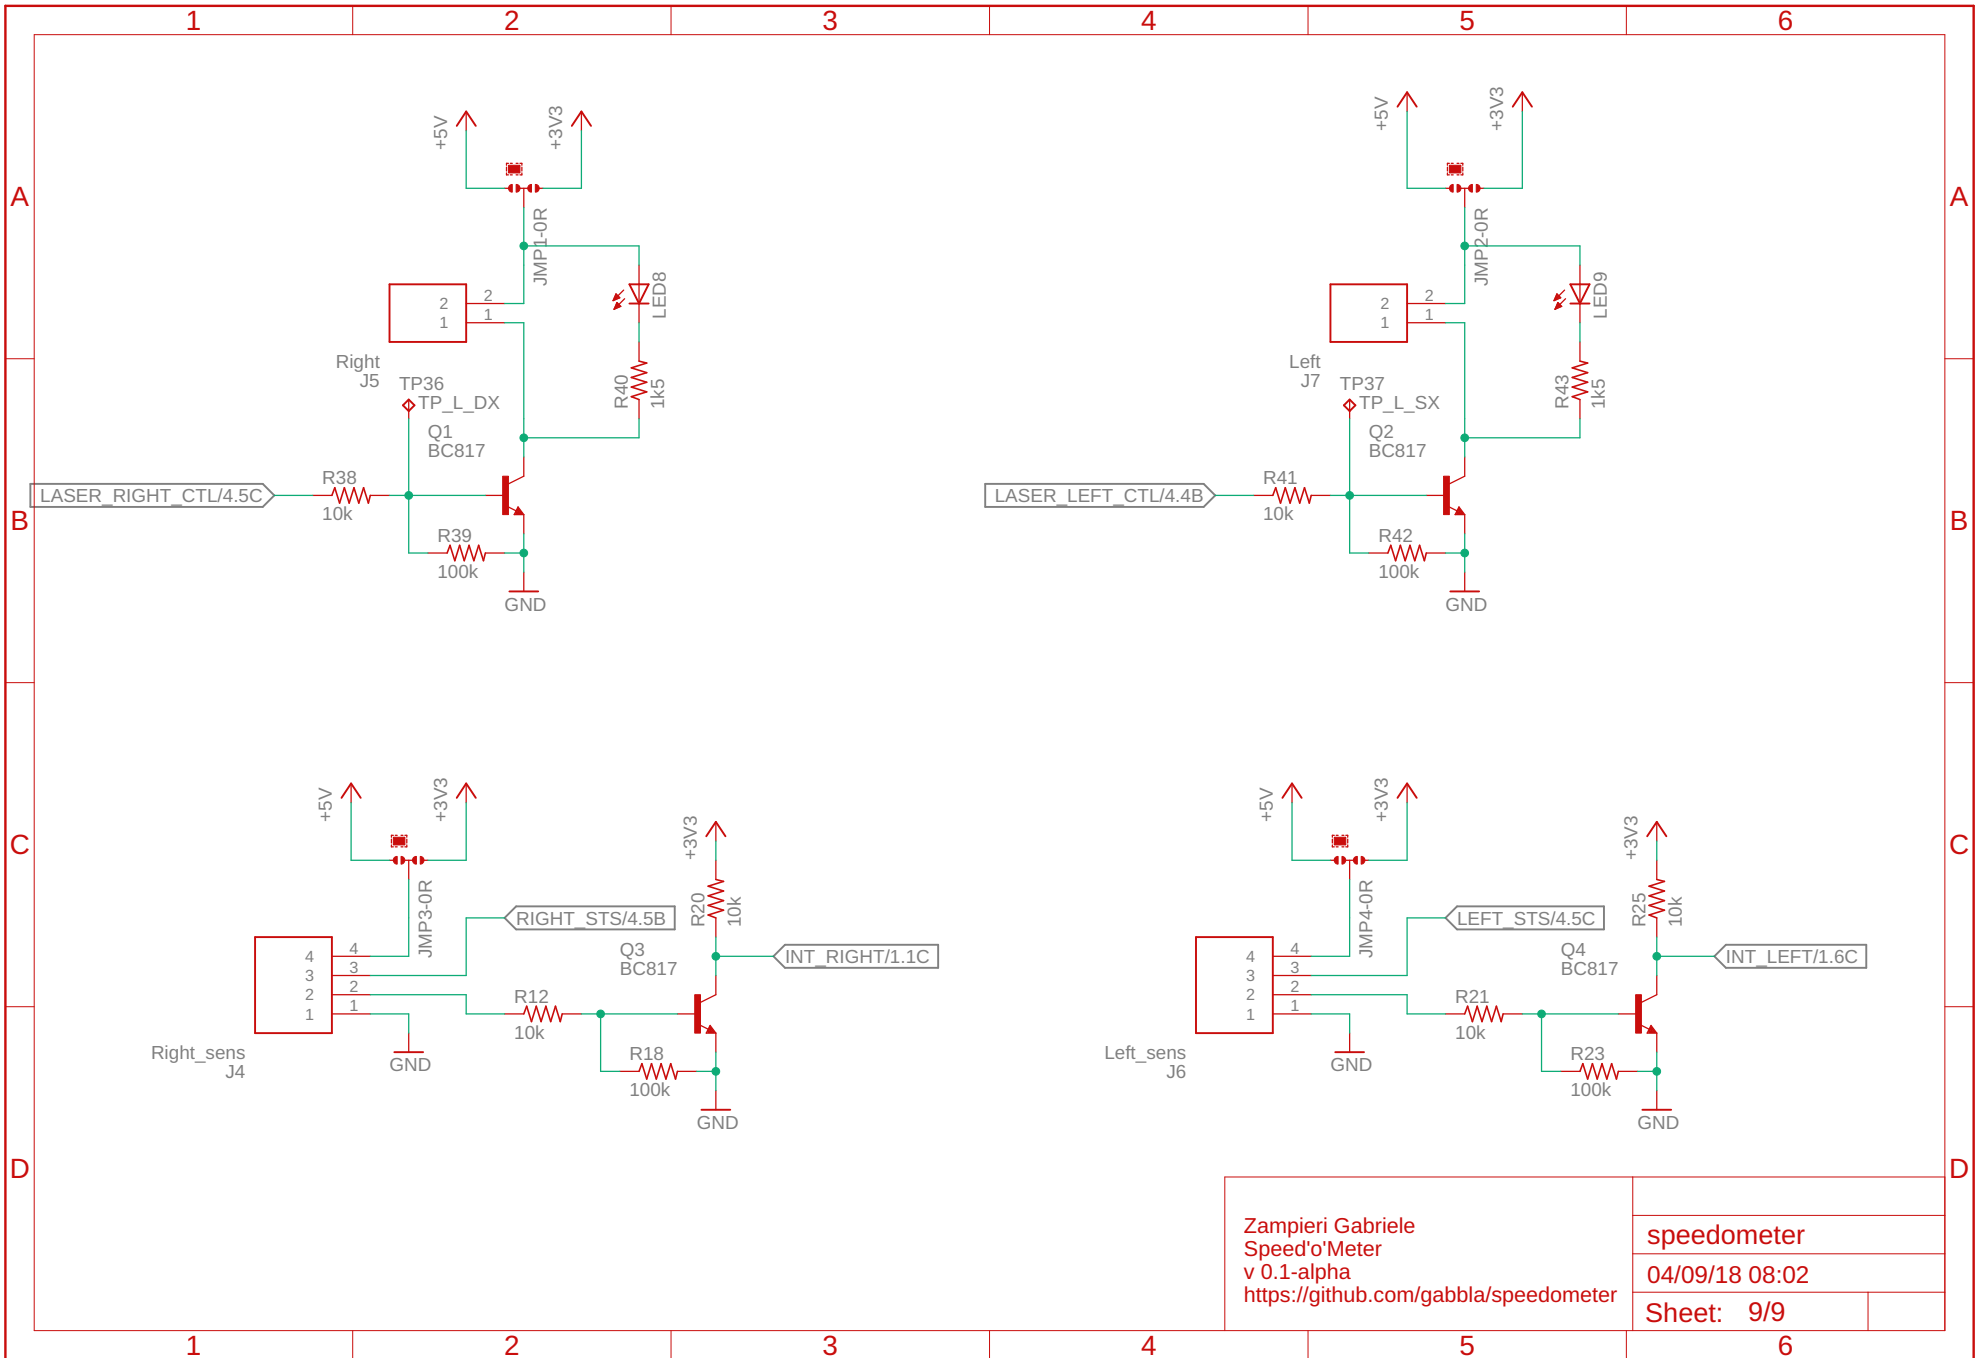 1 2 3 4 5 6
A A
B B
C C
D D
+5V
+3V3
JMP1-0R
LED8
2 2
1 1
Right
J5
TP36
TP_L_DX
R40
1k5
Q1
BC817
LASER_RIGHT_CTL/4.5C
R38
10k
R39
100k
GND
+5V
+3V3
JMP2-0R
LED9
2 2
1 1
Left
J7
TP37
TP_L_SX
R43
1k5
Q2
BC817
LASER_LEFT_CTL/4.4B
R41
10k
R42
100k
GND
+5V
+3V3
JMP3-0R
RIGHT_STS/4.5B
4 4
3 3
2 2
1 1
Right_sens
J4
GND
R12
10k
R18
100k
+3V3
R20
10k
Q3
BC817
INT_RIGHT/1.1C
GND
+5V
+3V3
JMP4-0R
LEFT_STS/4.5C
4 4
3 3
2 2
1 1
Left_sens
J6
GND
R21
10k
R23
100k
+3V3
R25
10k
Q4
BC817
INT_LEFT/1.6C
GND
Zampieri Gabriele
Speed'o'Meter
v 0.1-alpha
https://github.com/gabbla/speedometer
speedometer
04/09/18 08:02
Sheet: 9/9
1 2 3 4 5 6